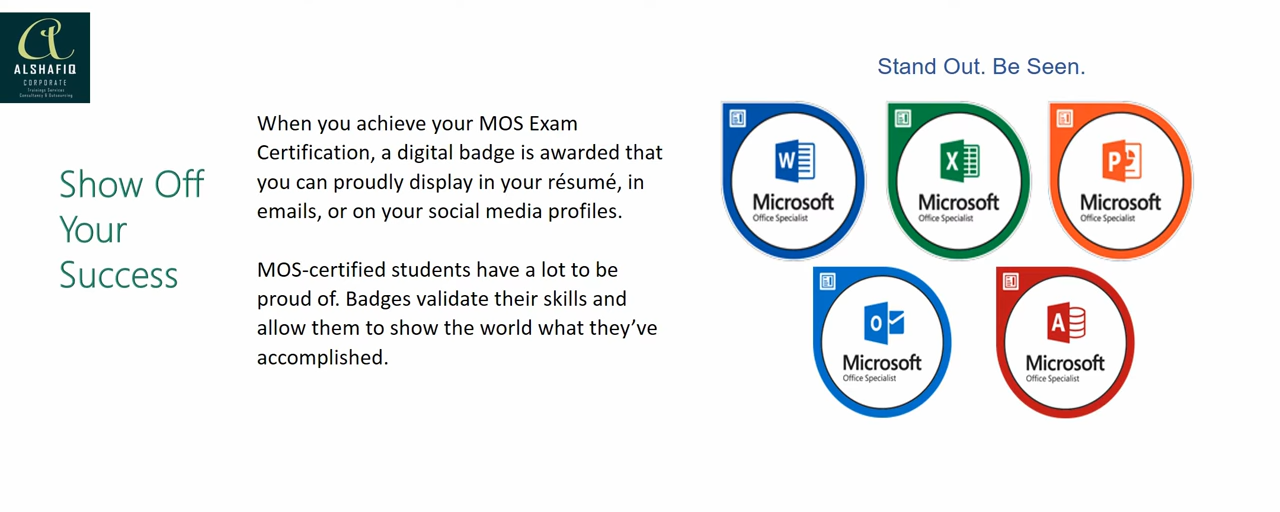 ALSHAFIQ
CORPORATE
Trainings Services
Consultancy & Outsourcing
Show Off
Your
Success
When you achieve your MOS Exam
Certification, a digital badge is awarded that
you can proudly display in your résumé, in
emails, or on your social media profiles.
MOS-certified students have a lot to be
proud of. Badges validate their skills and
allow them to show the world what they've
accomplished.
Stand Out. Be Seen.
W
Microsoft
Office Specialist
X
Microsoft
Office Specialist
P
Microsoft
Office Specialist
O
Microsoft
Office Specialist
A
Microsoft
Office Specialist